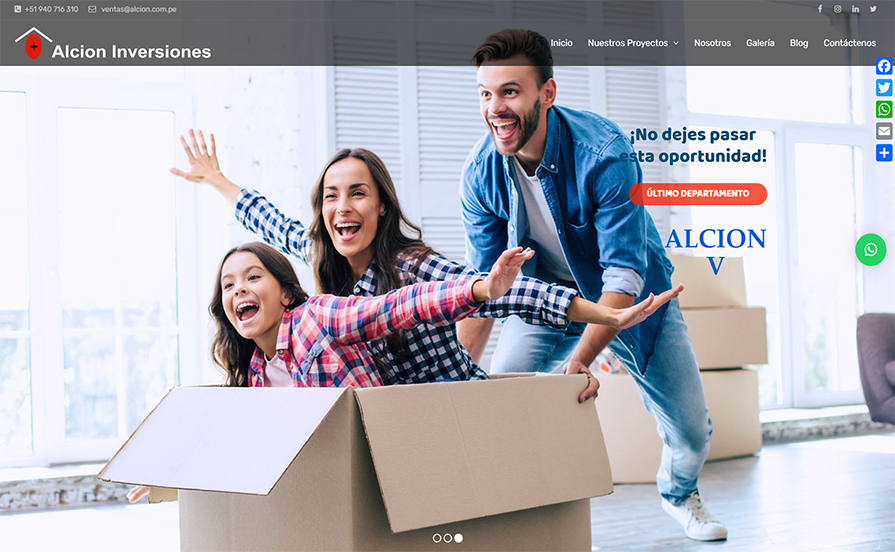 +51 940 716 310 ventas@alcion.com.pe
Alcion Inversiones
Inicio Nuestros Proyectos Nosotros Galería Blog Contáctenos
¡No dejes pasar
esta oportunidad!
ÚLTIMO DEPARTAMENTO
ALCION
V